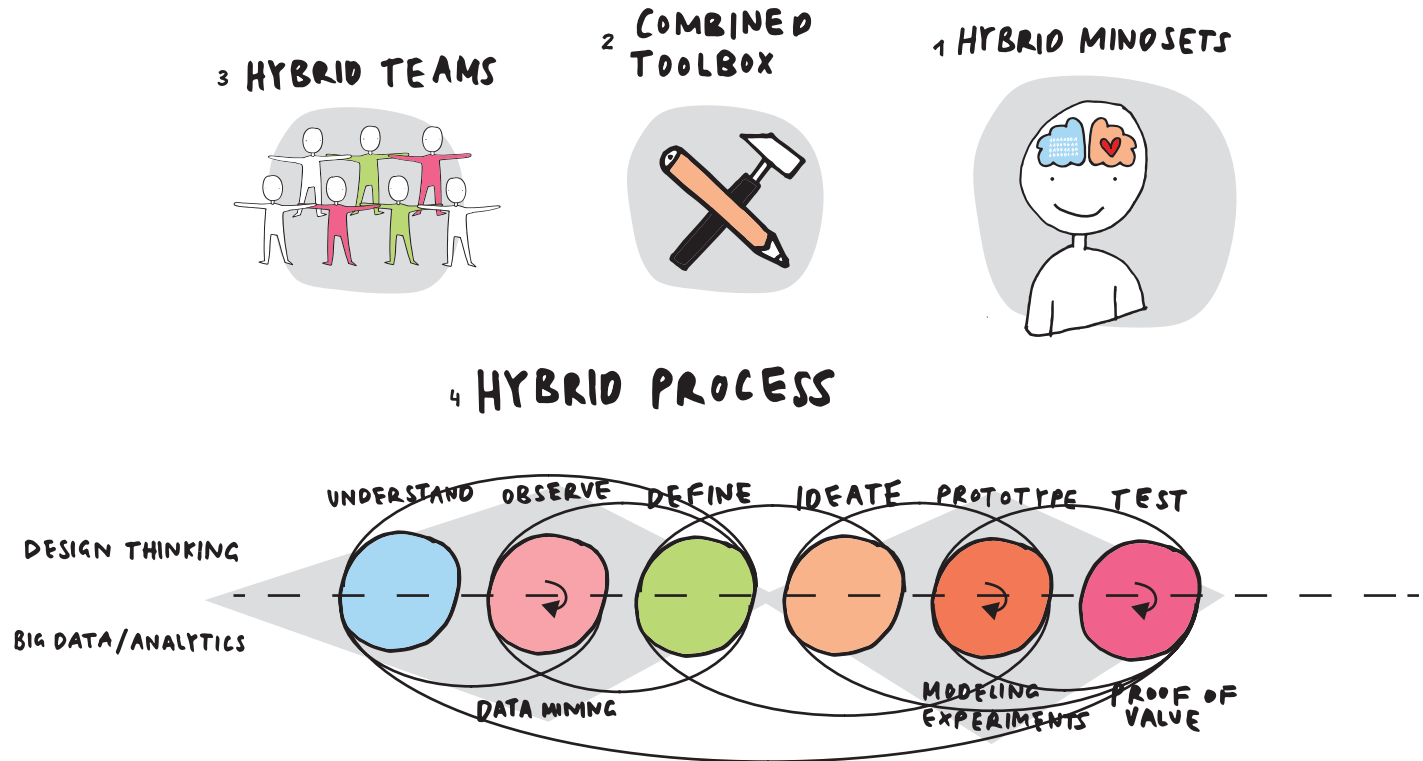 3 HYBRID TEAMS
2 COMBINED
TOOLBOX
1 HYBRID MINDSETS
4 HYBRID PROCESS
UNDERSTAND
OBSERVE
DEFINE
IDEATE
PROTOTYPE
TEST
DESIGN THINKING
BIG DATA/ANALYTICS
DATA MINING
MODELING
EXPERIMENTS
PROOF OF
VALUE